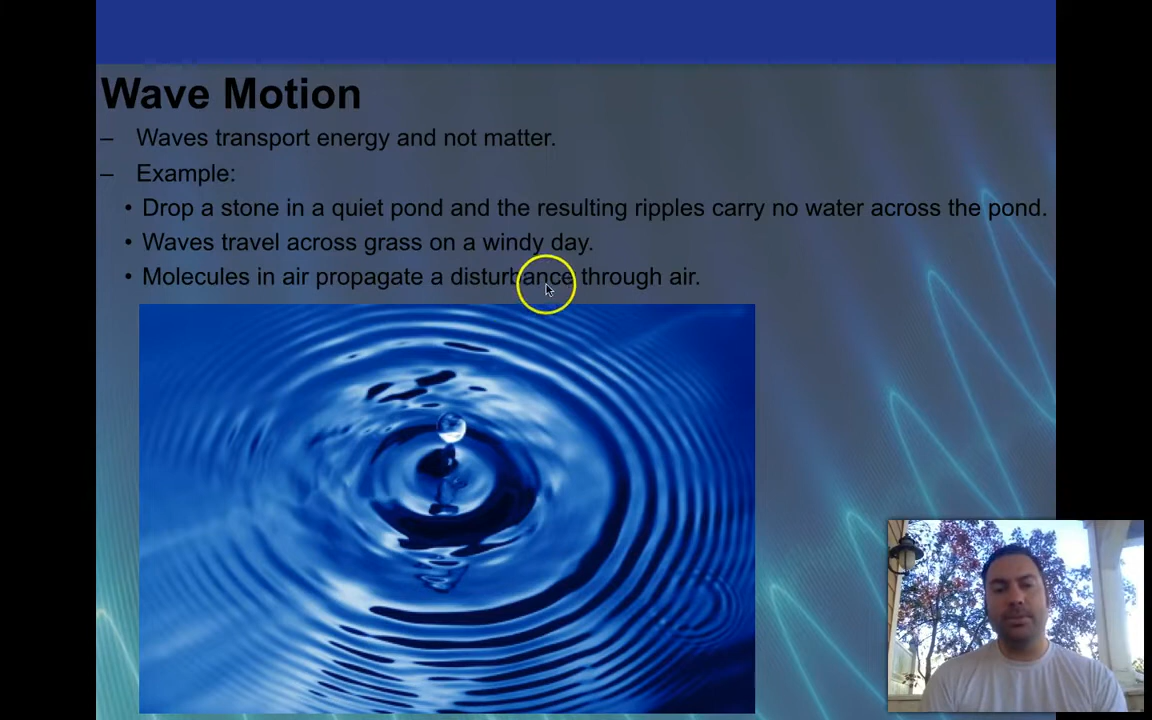 Wave Motion
– Waves transport energy and not matter.
– Example:
• Drop a stone in a quiet pond and the resulting ripples carry no water across the pond.
• Waves travel across grass on a windy day.
• Molecules in air propagate a disturbance through air.